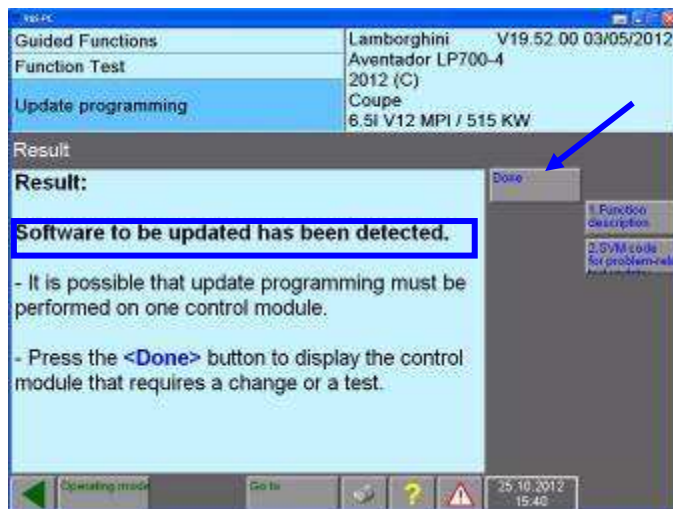 Guided Functions
Function Test
Update programming
Lamborghini V19.52.00 03/05/2012
Aventador LP700-4
2012 (C)
Coupe
6.5l V12 MPI / 515 KW
Result
Result:
Software to be updated has been detected.
- It is possible that update programming must be
performed on one control module.
- Press the <Done> button to display the control
module that requires a change or a test.
Done
1.Function
description
2.SVM code
for problem-rela
Operating mode
Go to
?
25.10.2012
15:40